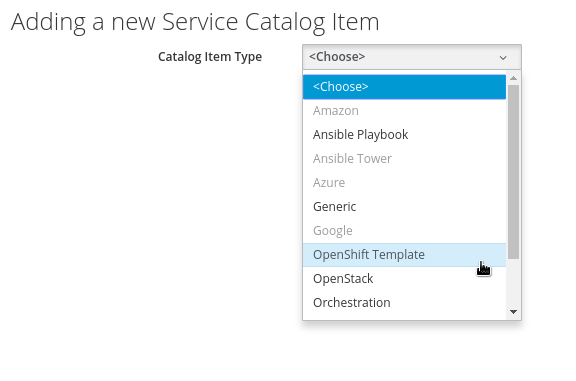 Adding a new Service Catalog Item
Catalog Item Type
<Choose>
<Choose>
Amazon
Ansible Playbook
Ansible Tower
Azure
Generic
Google
OpenShift Template
OpenStack
Orchestration